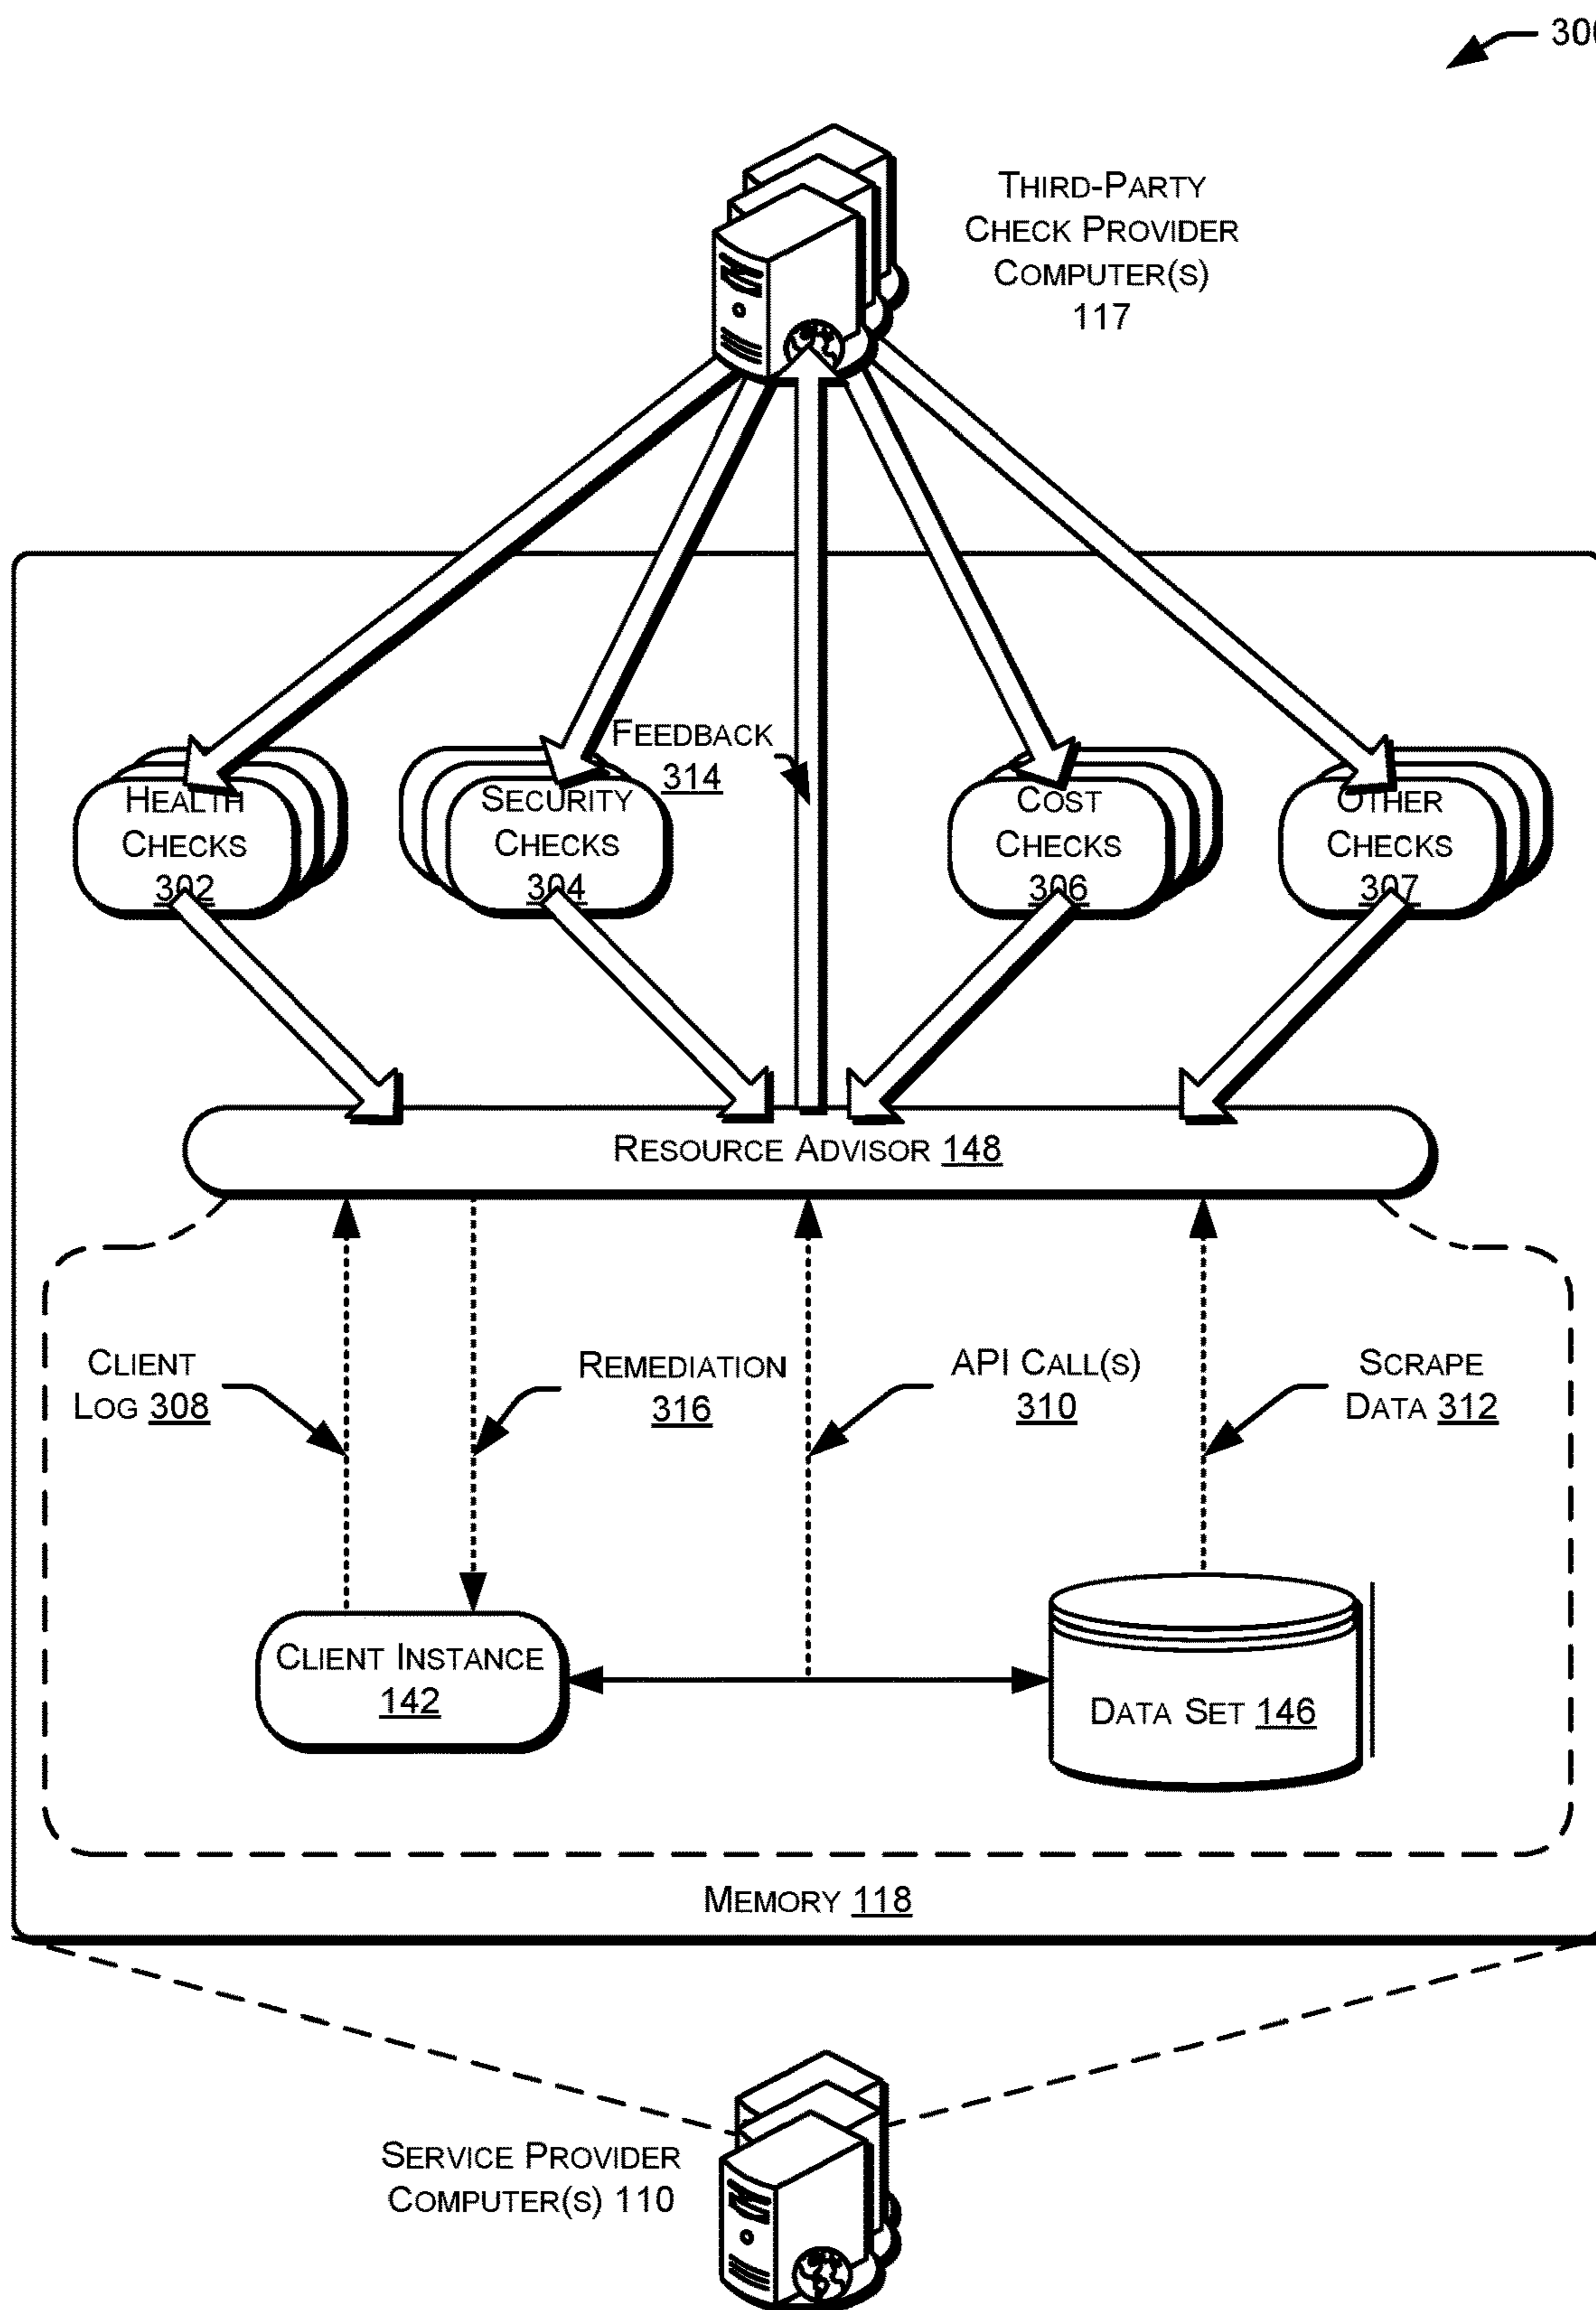 300
THIRD-PARTY
CHECK PROVIDER
COMPUTER(S)
117
FEEDBACK
314
HEALTH
CHECKS
302
SECURITY
CHECKS
304
COST
CHECKS
306
OTHER
CHECKS
307
RESOURCE ADVISOR 148
CLIENT
LOG 308
REMEDIATION
316
API CALL(S)
310
SCRAPE
DATA 312
CLIENT INSTANCE
142
DATA SET 146
MEMORY 118
SERVICE PROVIDER
COMPUTER(S) 110